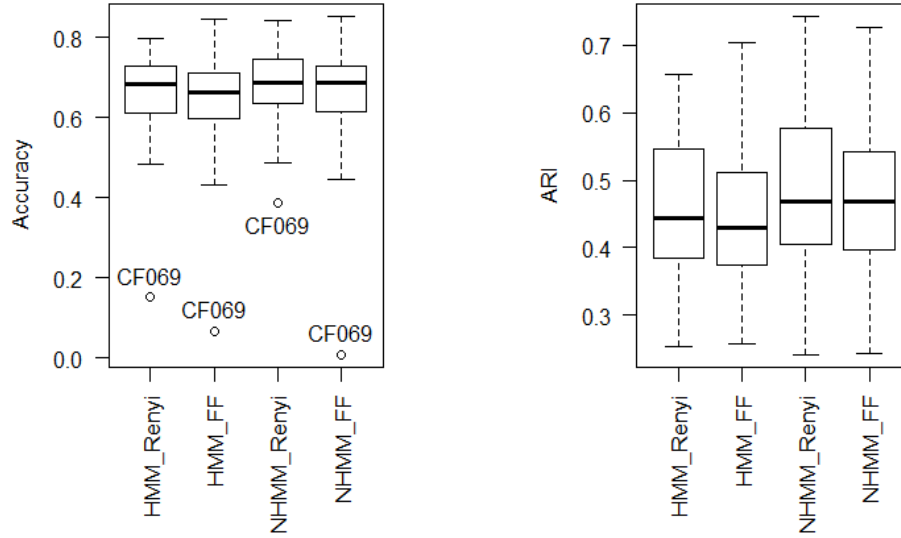 Accuracy
0.8
0.6
0.4
0.2
0.0
CF069
CF069
CF069
CF069
HMM_Renyi
HMM_FF
NHMM_Renyi
NHMM_FF
ARI
0.7
0.6
0.5
0.4
0.3
HMM_Renyi
HMM_FF
NHMM_Renyi
NHMM_FF